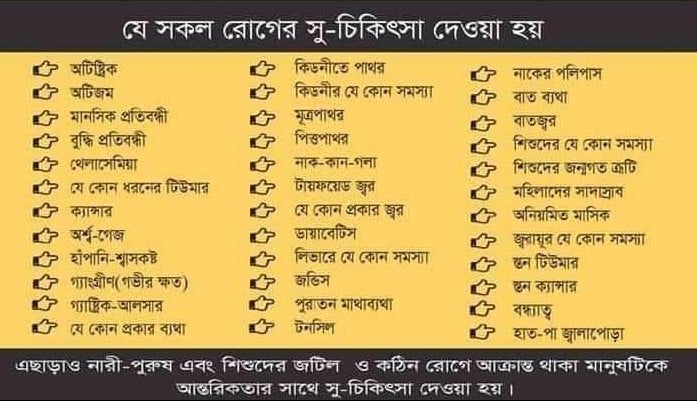 যে সকল রোগের সু-চিকিৎসা দেওয়া হয়
অটিষ্ট্রিক
অটিজম
মানসিক প্রতিবন্ধী
বুদ্ধি প্রতিবন্ধী
থেলাসেমিয়া
যে কোন ধরনের টিউমার
ক্যান্সার
অর্শ্ব-গেজ
হাঁপানি-শ্বাসকষ্ট
গ্যাংগ্রীণ(গভীর ক্ষত)
গ্যাষ্ট্রিক-আলসার
যে কোন প্রকার ব্যথা
কিডনীতে পাথর
কিডনীর যে কোন সমস্যা
মূত্রপাথর
পিত্তপাথর
নাক-কান-গলা
টায়ফয়েড জ্বর
যে কোন প্রকার জ্বর
ডায়াবেটিস
লিভারে যে কোন সমস্যা
জন্ডিস
পুরাতন মাথাব্যথা
টনসিল
নাকের পলিপাস
বাত ব্যথা
বাতজ্বর
শিশুদের যে কোন সমস্যা
শিশুদের জন্মগত ত্রুটি
মহিলাদের সাদাস্রাব
অনিয়মিত মাসিক
জ্বরায়ূর যে কোন সমস্যা
স্তন টিউমার
স্তন ক্যান্সার
বন্ধ্যাত্ব
হাত-পা জ্বালাপোড়া
এছাড়াও নারী-পুরুষ এবং শিশুদের জটিল ও কঠিন রোগে আক্রান্ত থাকা মানুষটিকে
আন্তরিকতার সাথে সু-চিকিৎসা দেওয়া হয়।